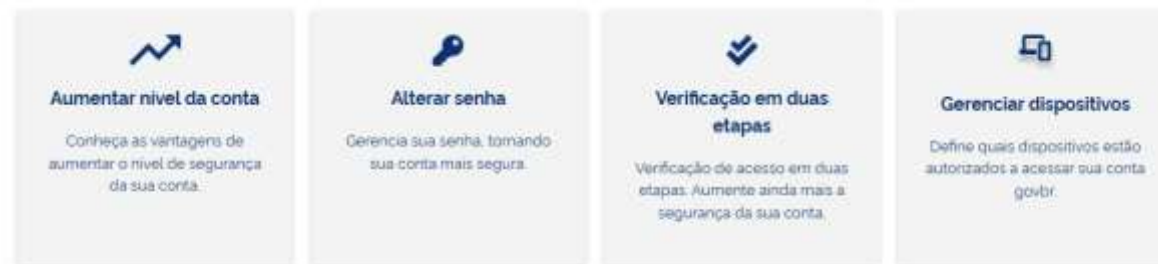 Aumentar nível da conta
Conheça as vantagens de
aumentar o nível de segurança
da sua conta.
Alterar senha
Gerencia sua senha, tornando
sua conta mais segura.
Verificação em duas
etapas
Verificação de acesso em duas
etapas. Aumente ainda mais a
segurança da sua conta.
Gerenciar dispositivos
Define quais dispositivos estão
autorizados a acessar sua conta
govbr.